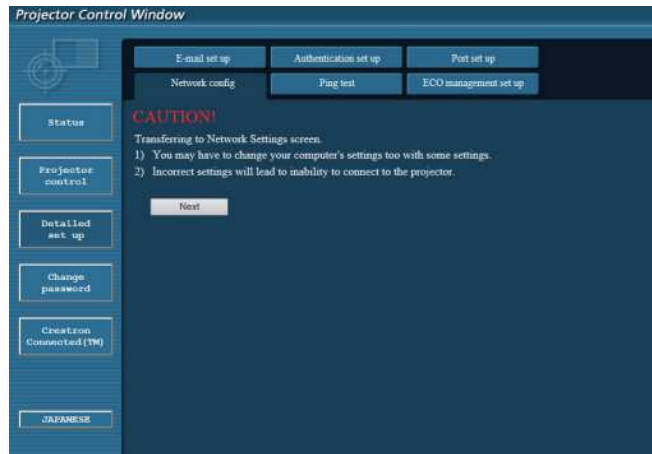 Projector Control Window
E-mail set up
Authentication set up
Port set up
Network config
Ping test
ECO management set up
Status
Projector
control
Detailed
set up
Change
password
Crestron
Connected(TM)
JAPANESE
CAUTION!
Transfering to Network Settings screen.
1) You may have to change your computer's settings too with some settings.
2) Incorrect settings will lead to inability to connect to the projector.
Next